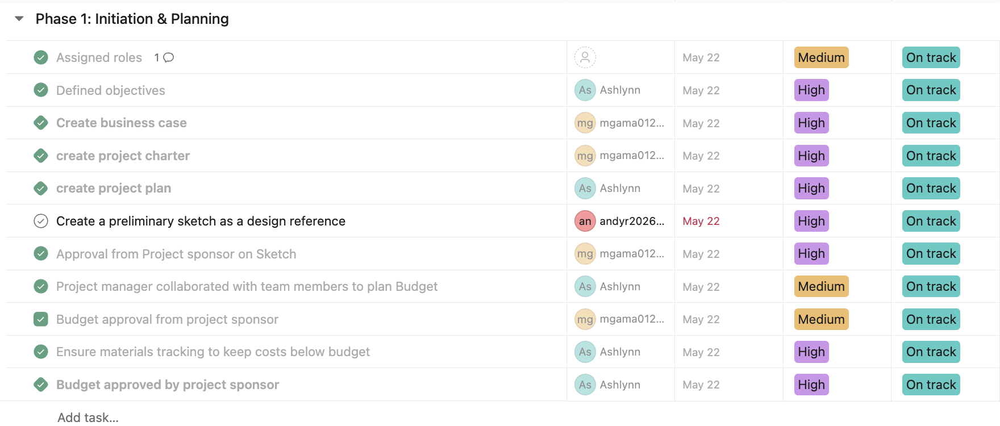 Phase 1: Initiation & Planning
Assigned roles 1 May 22 Medium On track
Defined objectives As Ashlynn May 22 High On track
Create business case mg mgama012... May 22 High On track
create project charter mg mgama012... May 22 High On track
create project plan As Ashlynn May 22 High On track
Create a preliminary sketch as a design reference an andyr2026... May 22 High On track
Approval from Project sponsor on Sketch mg mgama012... May 22 High On track
Project manager collaborated with team members to plan Budget As Ashlynn May 22 Medium On track
Budget approval from project sponsor mg mgama012... May 22 Medium On track
Ensure materials tracking to keep costs below budget As Ashlynn May 22 High On track
Budget approved by project sponsor As Ashlynn May 22 High On track
Add task...